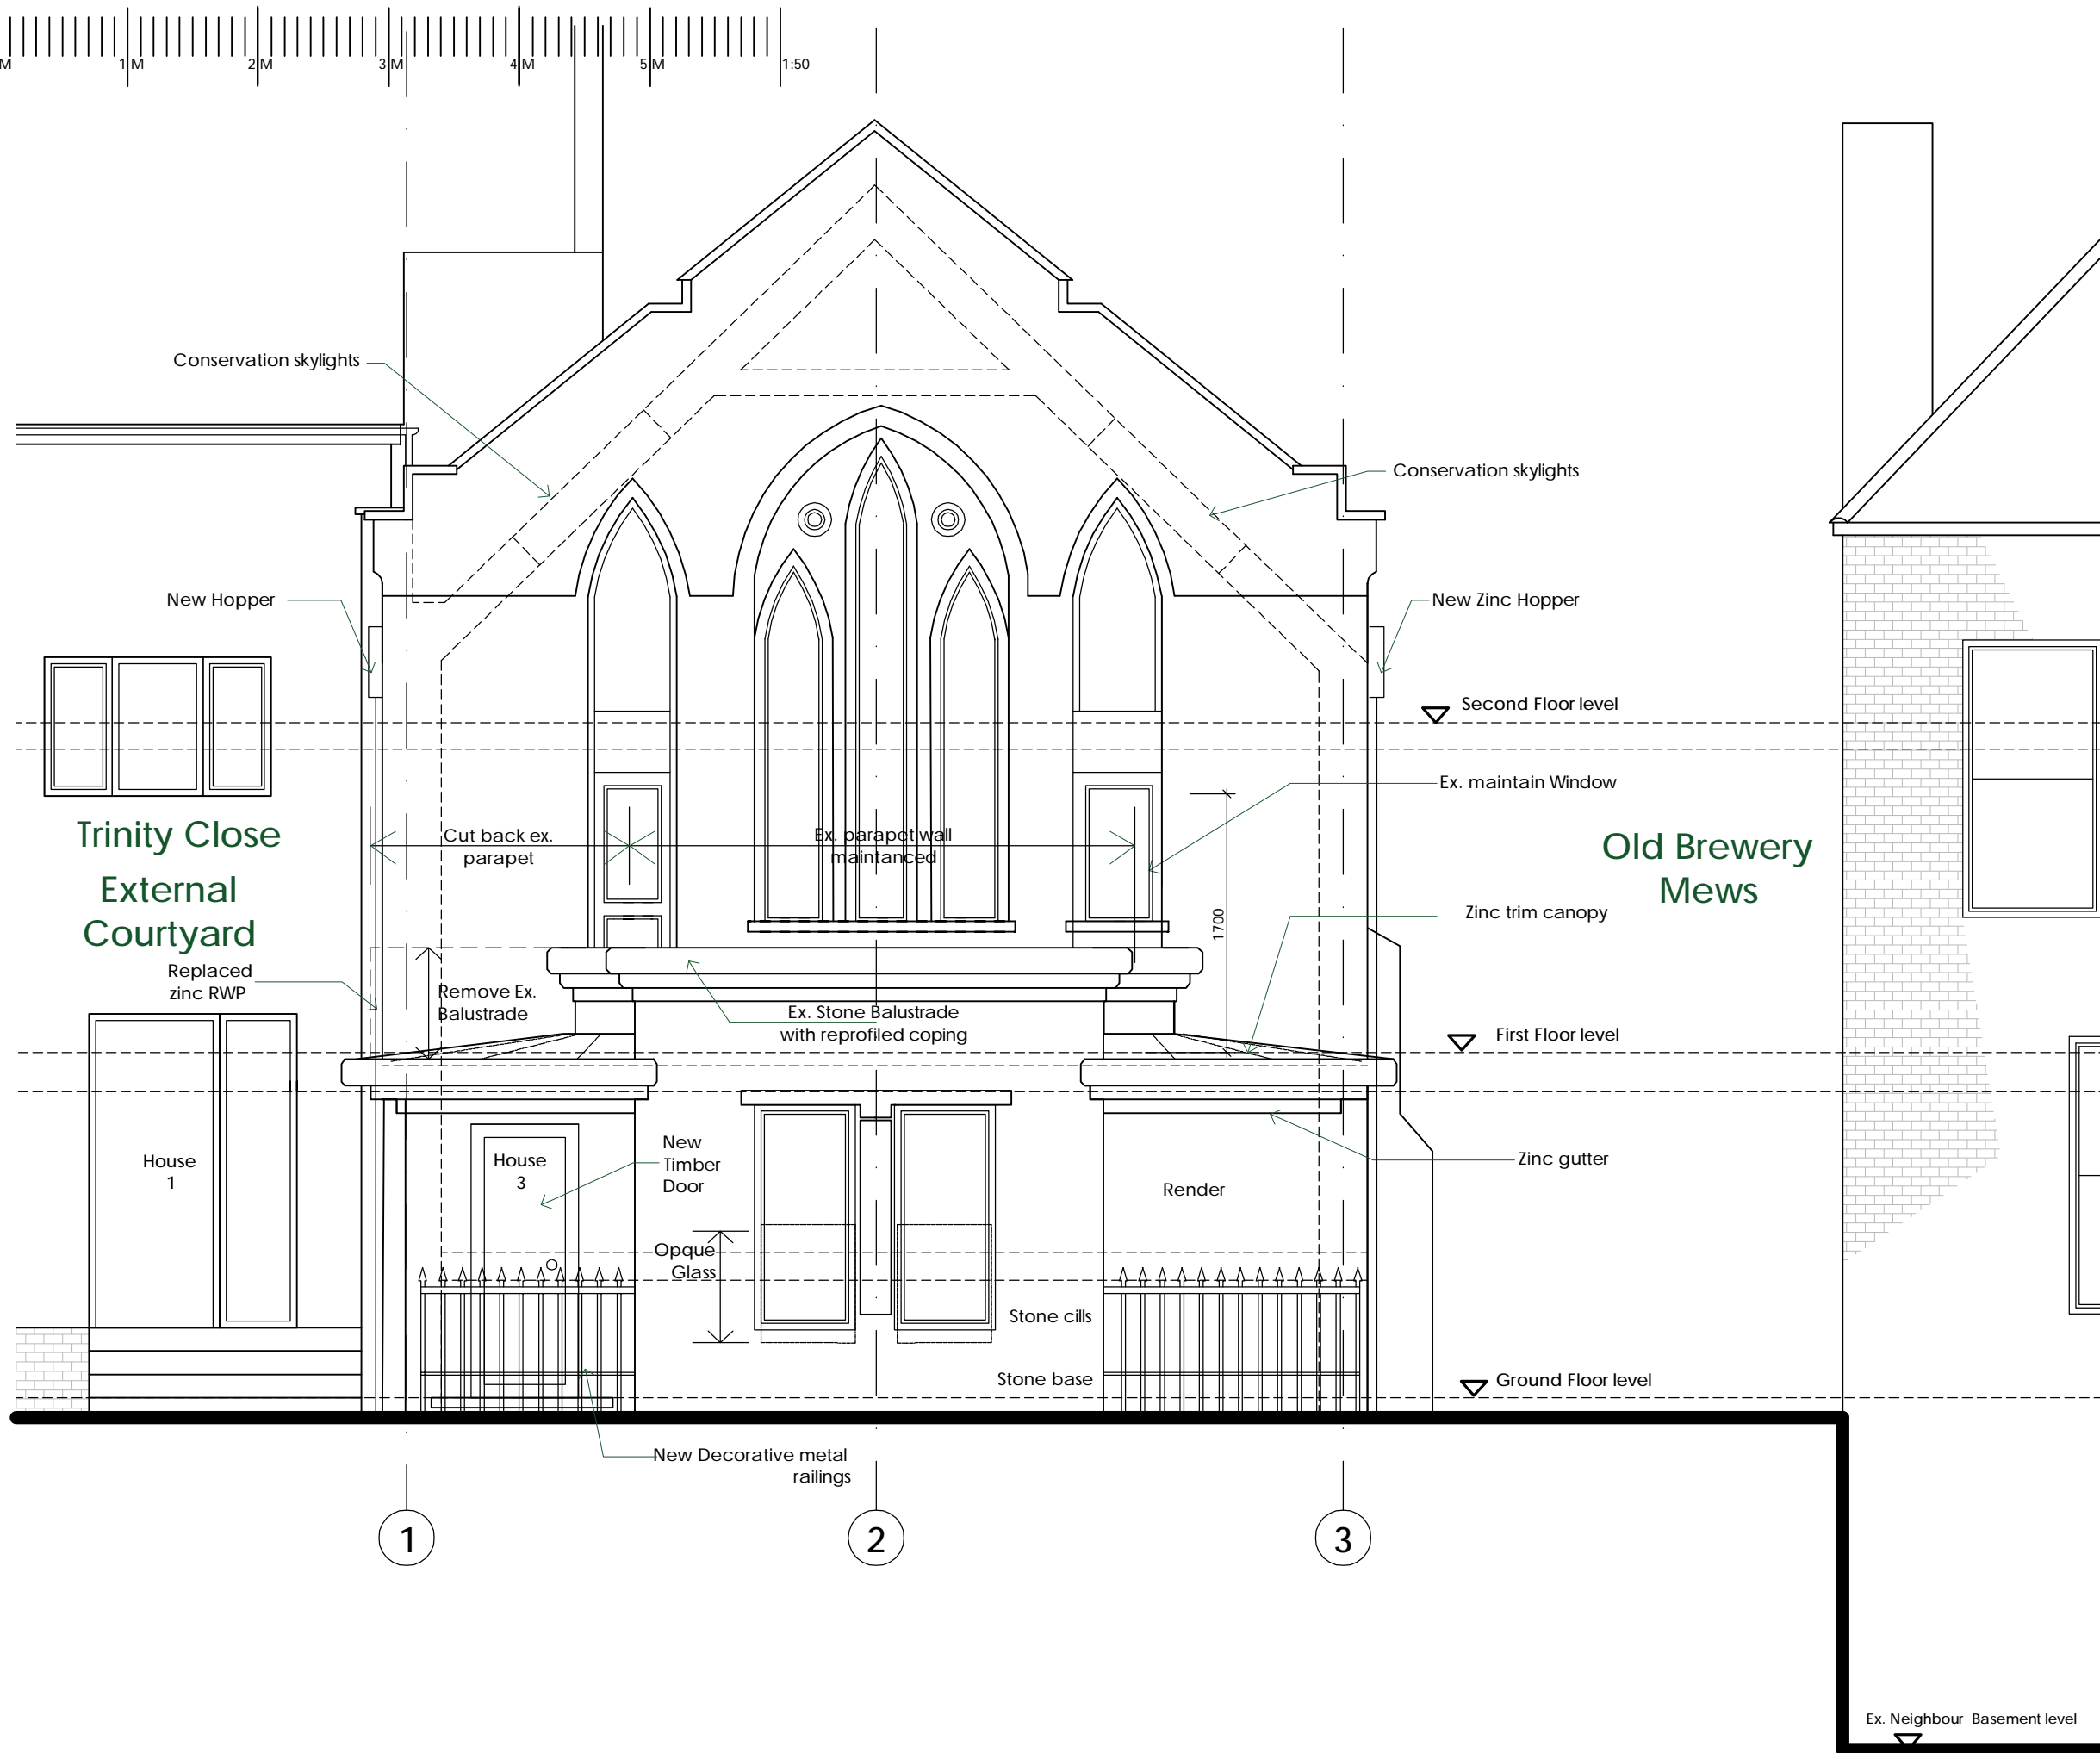 M
1 M
2 M
3 M
4 M
5 M
1:50
Conservation skylights
Conservation skylights
New Hopper
New Zinc Hopper
Second Floor level
Ex. maintain Window
Trinity Close
External
Courtyard
Cut back ex.
parapet
Ex. parapet wall
maintanced
Old Brewery
Mews
1700
Zinc trim canopy
Replaced
zinc RWP
Remove Ex.
Balustrade
Ex. Stone Balustrade
with reprofiled coping
First Floor level
House
1
House
3
New
Timber
Door
Zinc gutter
Render
Opque
Glass
Stone cills
Stone base
Ground Floor level
New Decorative metal
railings
1
2
3
Ex. Neighbour Basement level